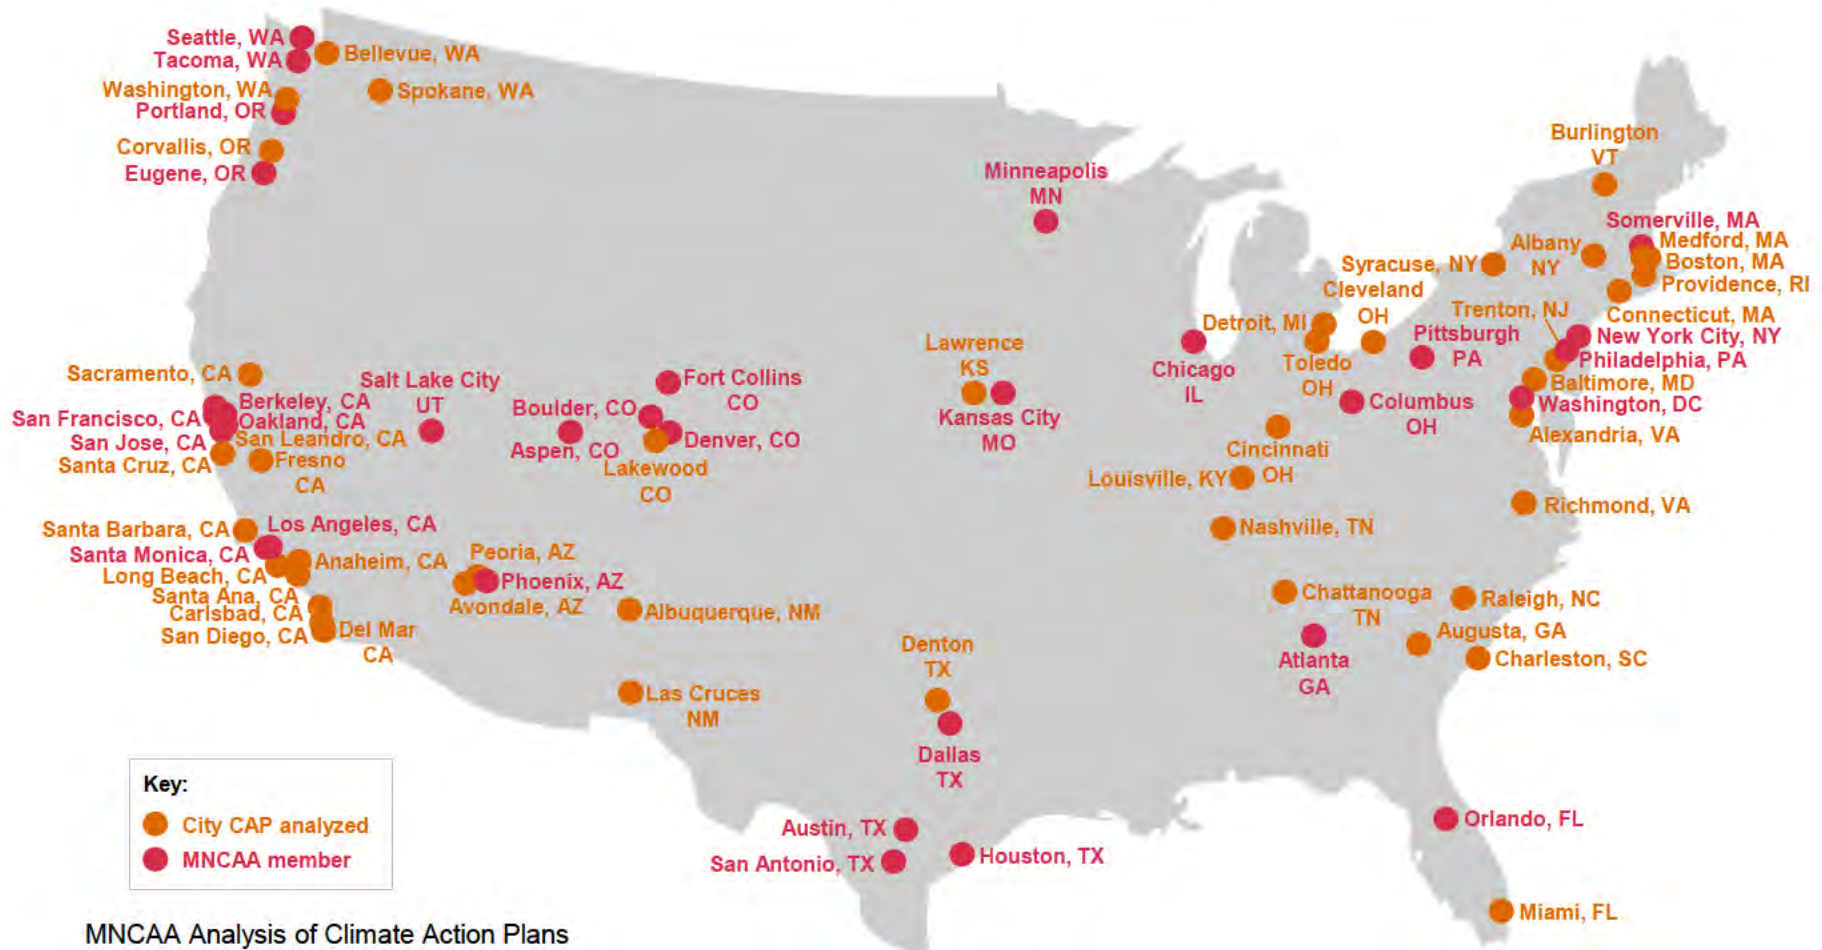 Seattle, WA
Tacoma, WA
Bellevue, WA
Washington, WA
Spokane, WA
Portland, OR
Corvallis, OR
Eugene, OR
Minneapolis
MN
Burlington
VT
Somerville, MA
Albany
NY
Medford, MA
Boston, MA
Syracuse, NY
Providence, RI
Cleveland
OH
Trenton, NJ
Connecticut, MA
Detroit, MI
Pittsburgh
PA
New York City, NY
Philadelphia, PA
Lawrence
KS
Chicago
IL
Toledo
OH
Baltimore, MD
Washington, DC
Columbus
OH
Alexandria, VA
Kansas City
MO
Cincinnati
OH
Louisville, KY
Richmond, VA
Nashville, TN
Sacramento, CA
Salt Lake City
UT
Fort Collins
CO
Berkeley, CA
San Francisco, CA
Oakland, CA
Boulder, CO
San Jose, CA
San Leandro, CA
Aspen, CO
Denver, CO
Santa Cruz, CA
Fresno
CA
Lakewood
CO
Santa Barbara, CA
Los Angeles, CA
Santa Monica, CA
Anaheim, CA
Peoria, AZ
Long Beach, CA
Phoenix, AZ
Santa Ana, CA
Avondale, AZ
Carlsbad, CA
San Diego, CA
Del Mar
CA
Albuquerque, NM
Las Cruces
NM
Chattanooga
TN
Raleigh, NC
Augusta, GA
Charleston, SC
Atlanta
GA
Denton
TX
Dallas
TX
Austin, TX
San Antonio, TX
Houston, TX
Orlando, FL
Miami, FL
Key:
City CAP analyzed
MNCAA member
MNCAA Analysis of Climate Action Plans